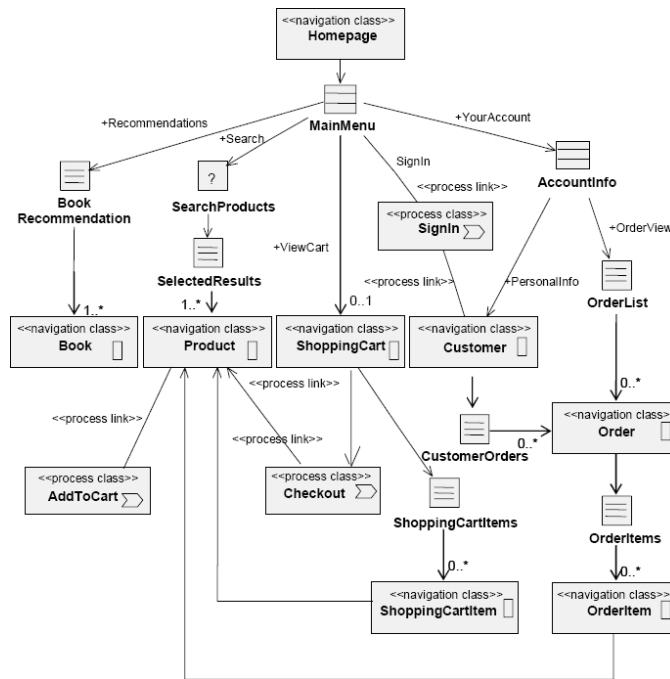 <<navigation class>>
Homepage
MainMenu
+Recommendations
+Search
+YourAccount
SignIn
<<process link>>
Book
Recommendation
?
SearchProducts
AccountInfo
<<process class>>
SignIn
+ViewCart
SelectedResults
<<process link>>
+PersonalInfo
+OrderView
OrderList
1..*
1..*
0..1
<<navigation class>>
Book
<<navigation class>>
Product
<<navigation class>>
ShoppingCart
<<navigation class>>
Customer
0..*
<<process link>>
<<process link>>
<<process link>>
<<navigation class>>
Order
CustomerOrders
0..*
<<process class>>
AddToCart
<<process class>>
Checkout
ShoppingCartItems
OrderItems
0..*
0..*
<<navigation class>>
ShoppingCartItem
<<navigation class>>
OrderItem